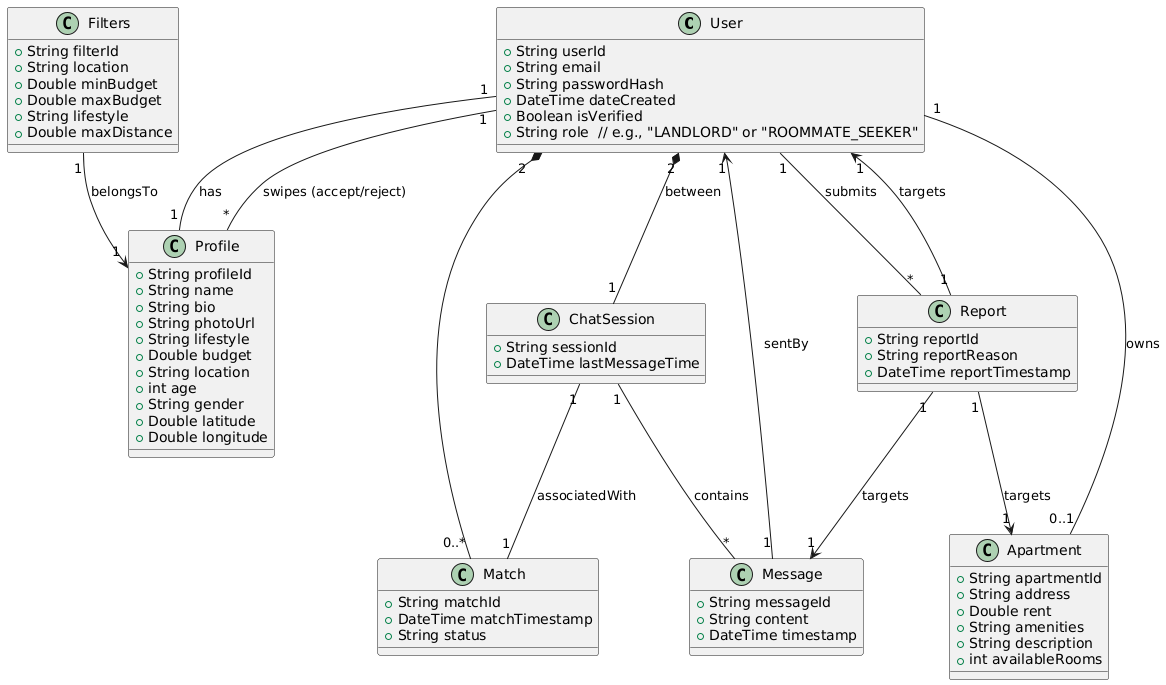 C Filters
String filterId
String location
Double minBudget
Double maxBudget
String lifestyle
Double maxDistance
C User
String userId
String email
String passwordHash
DateTime dateCreated
Boolean isVerified
String role  // e.g., "LANDLORD" or "ROOMMATE_SEEKER"
1
1
1
1
2
2
1
1
1
belongsTo
has
swipes (accept/reject)
between
submits
targets
1
1
*
C Profile
String profileId
String name
String bio
String photoUrl
String lifestyle
Double budget
String location
int age
String gender
Double latitude
Double longitude
1
*
1
C ChatSession
String sessionId
DateTime lastMessageTime
C Report
String reportId
String reportReason
DateTime reportTimestamp
sentBy
owns
1
1
1
1
associatedWith
contains
targets
targets
0..*
1
*
1
1
1
0..1
C Match
String matchId
DateTime matchTimestamp
String status
C Message
String messageId
String content
DateTime timestamp
C Apartment
String apartmentId
String address
Double rent
String amenities
String description
int availableRooms